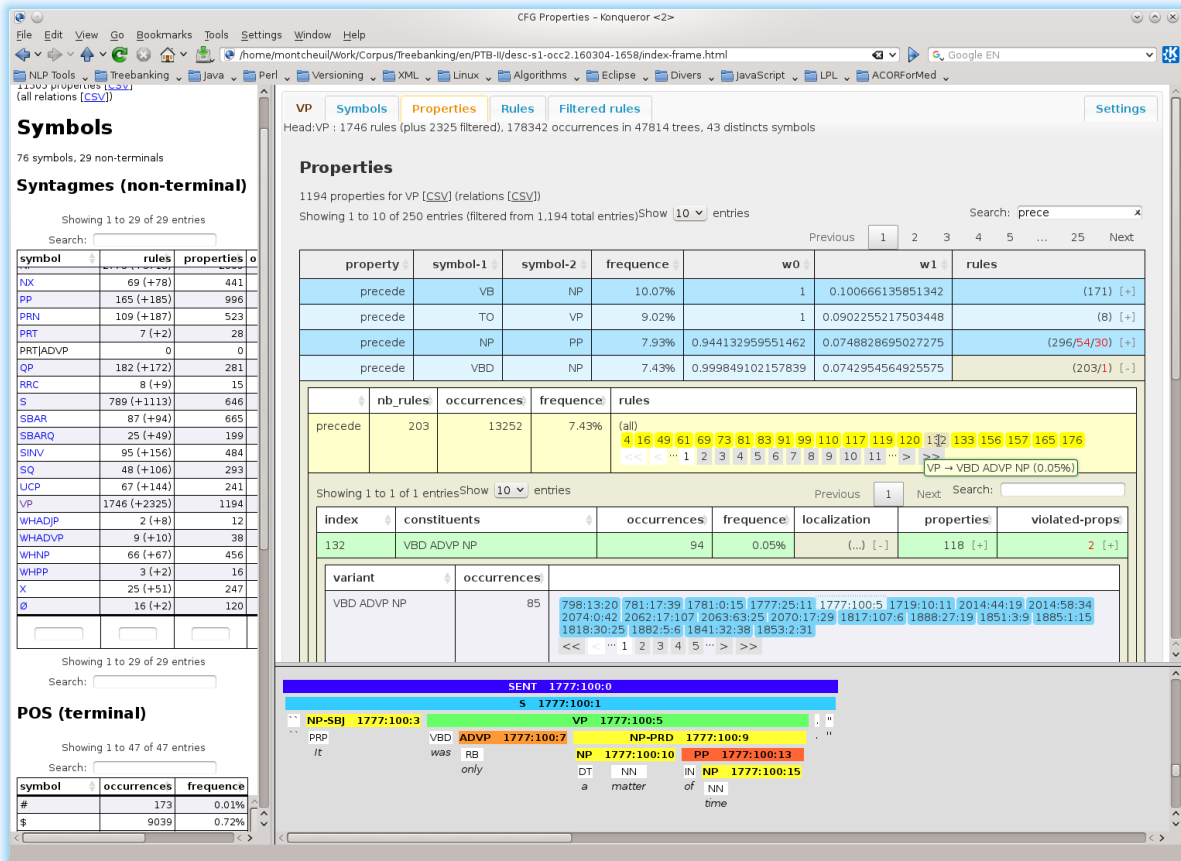 CFG Properties – Konqueror <2>
File Edit View Go Bookmarks Tools Settings Window Help
/home/montcheuil/Work/Corpus/Treebanking/en/PTB-II/desc-s1-occ2.160304-1658/index-frame.html Google EN
NLP Tools Treebanking Java Perl Versioning XML Linux Algorithms Eclipse Divers JavaScript LPL ACORForMed
11303 properties [CSV]
(all relations [CSV])
Symbols
76 symbols, 29 non-terminals
Syntagmes (non-terminal)
Showing 1 to 29 of 29 entries
Search:
symbol rules properties o
NX 69 (+78) 441
PP 165 (+185) 996
PRN 109 (+187) 523
PRT 7 (+2) 28
PRT|ADVP 0 0
QP 182 (+172) 281
RRC 8 (+9) 15
S 789 (+1113) 646
SBAR 87 (+94) 665
SBARQ 25 (+49) 199
SINV 95 (+156) 484
SQ 48 (+106) 293
UCP 67 (+144) 241
VP 1746 (+2325) 1194
WHADJP 2 (+8) 12
WHADVP 9 (+10) 38
WHNP 66 (+67) 456
WHPP 3 (+2) 16
X 25 (+51) 247
Ø 16 (+2) 120
Showing 1 to 29 of 29 entries
Search:
POS (terminal)
Showing 1 to 47 of 47 entries
Search:
symbol occurrences frequence
# 173 0.01%
$ 9039 0.72%
VP Symbols Properties Rules Filtered rules Settings
Head:VP : 1746 rules (plus 2325 filtered), 178342 occurrences in 47814 trees, 43 distincts symbols
Properties
1194 properties for VP [CSV] (relations [CSV])
Showing 1 to 10 of 250 entries (filtered from 1,194 total entries) Show 10 entries Search: prece
Previous 1 2 3 4 5 ... 25 Next
property symbol-1 symbol-2 frequence w0 w1 rules
precede VB NP 10.07% 1 0.100666135851342 (171) [+]
precede TO VP 9.02% 1 0.0902255217503448 (8) [+]
precede NP PP 7.93% 0.944132959551462 0.0748828695027275 (296/54/30) [+]
precede VBD NP 7.43% 0.999849102157839 0.0742954564925575 (203/1) [-]
nb_rules occurrences frequence rules
precede 203 13252 7.43% (all)
4 16 49 61 69 73 81 83 91 99 110 117 119 120 132 133 156 157 165 176
<< < ... 1 2 3 4 5 6 7 8 9 10 11 ... > >>
VP → VBD ADVP NP (0.05%)
Showing 1 to 1 of 1 entries Show 10 entries Previous 1 Next Search:
index constituents occurrences frequence localization properties violated-props
132 VBD ADVP NP 94 0.05% (...) [-] 118 [+] 2 [+]
variant occurrences
VBD ADVP NP 85 798:13:20 781:17:39 1781:0:15 1777:25:11 1777:100:5 1719:10:11 2014:44:19 2014:58:34
2074:0:42 2062:17:107 2063:63:25 2070:17:29 1817:107:6 1888:27:19 1851:3:9 1885:1:15
1818:30:25 1882:5:6 1841:32:38 1853:2:31
<< < ... 1 2 3 4 5 ... > >>
SENT 1777:100:0
S 1777:100:1
`` NP-SBJ 1777:100:3 VP 1777:100:5 . "
`` PRP VBD ADVP 1777:100:7 NP-PRD 1777:100:9 . ''
It was RB NP 1777:100:10 PP 1777:100:13
only DT NN IN NP 1777:100:15
a matter of NN
time